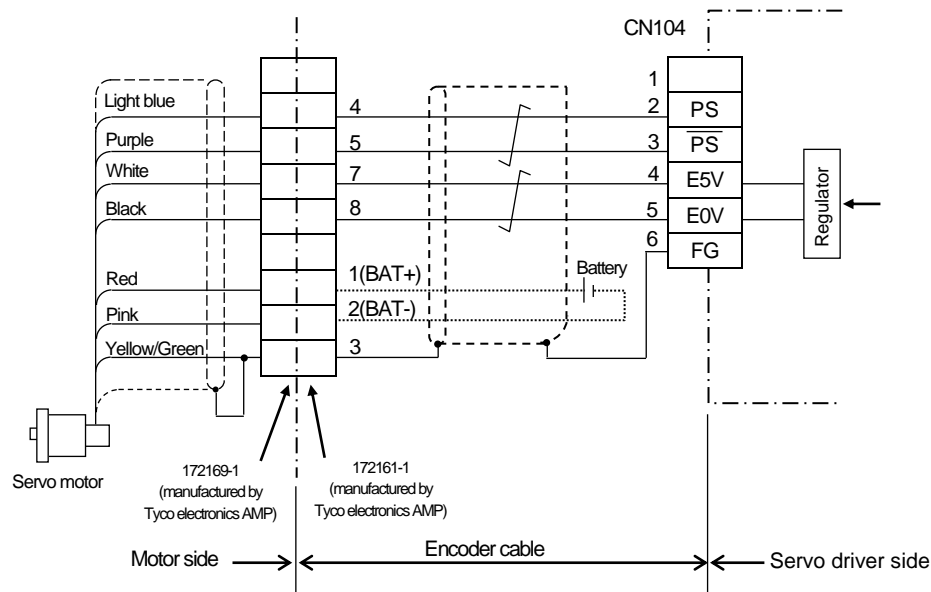 CN104
1
Light blue 4 2 PS
Purple 5 3 PS
White 7 4 E5V
Black 8 5 E0V
Regulator
6 FG
Red 1(BAT+) Battery
Pink 2(BAT-)
Yellow/Green 3
Servo motor
172169-1
(manufactured by
Tyco electronics AMP)
172161-1
(manufactured by
Tyco electronics AMP)
Motor side Encoder cable Servo driver side